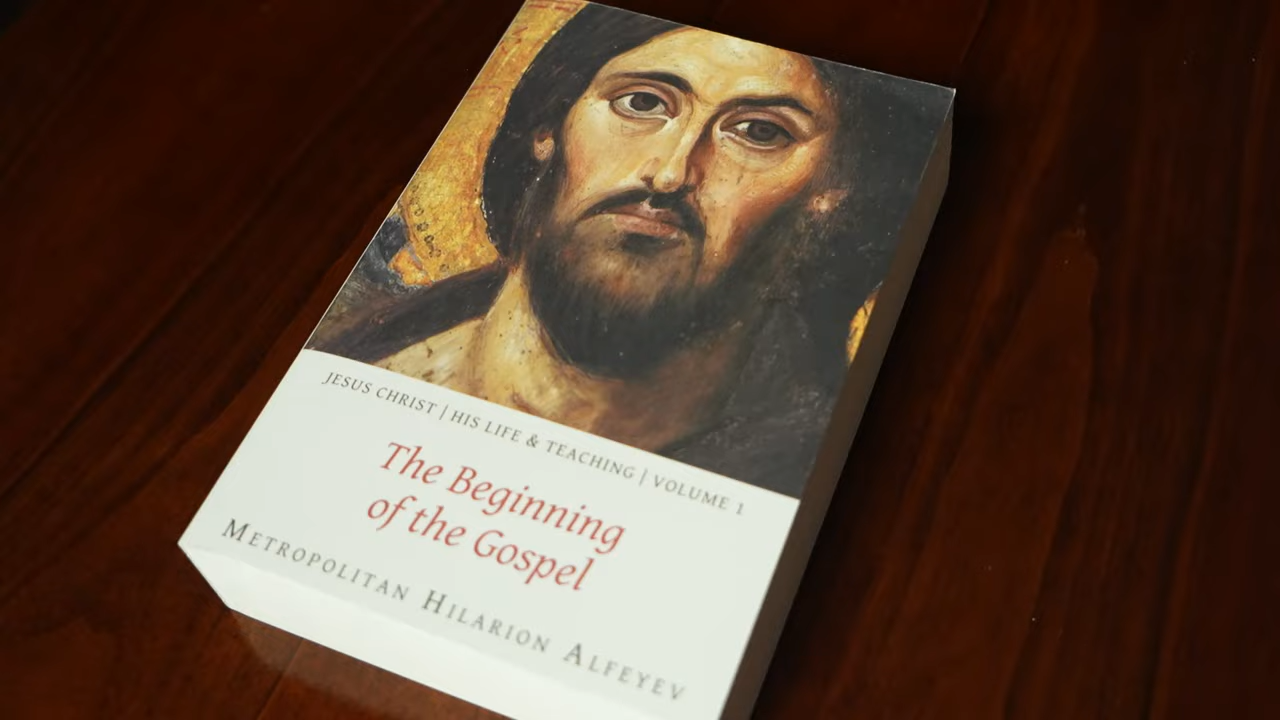 JESUS CHRIST | HIS LIFE & TEACHING | VOLUME 1
The Beginning
of the Gospel
METROPOLITAN HILARION ALFEYEV